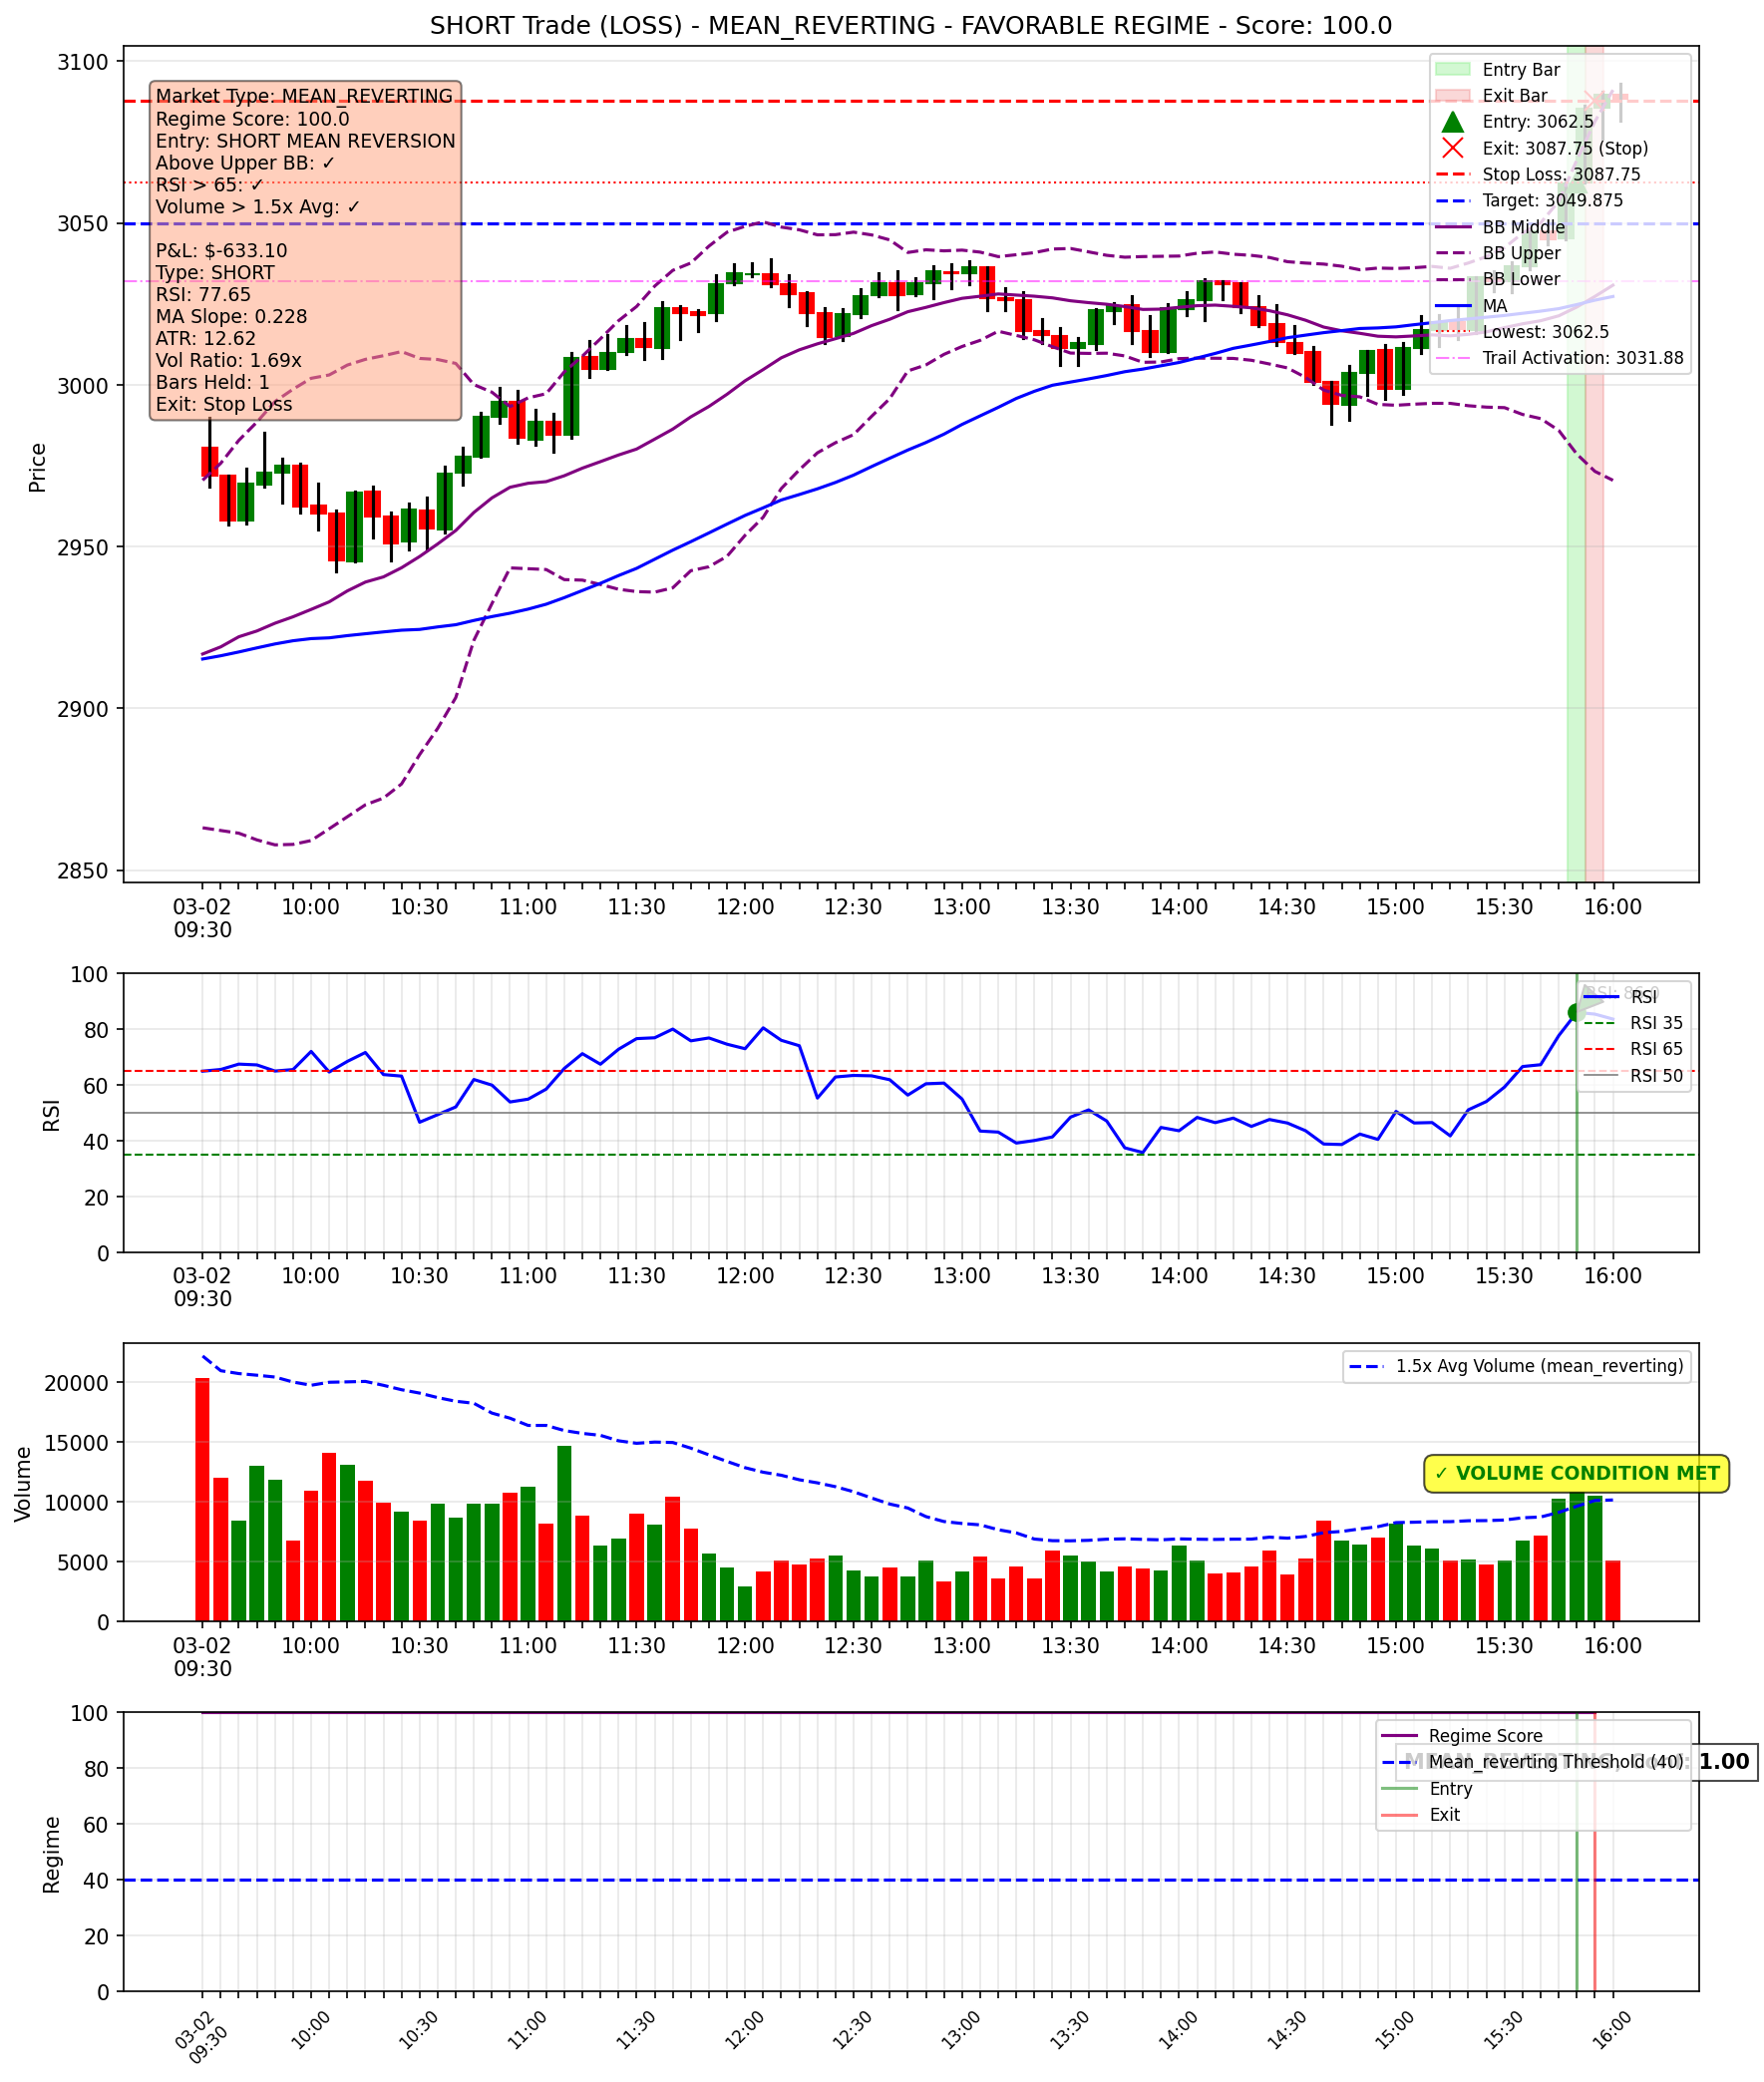 SHORT Trade (LOSS) - MEAN_REVERTING - FAVORABLE REGIME - Score: 100.0
3100
3050
3000
2950
2900
2850
Price
Market Type: MEAN_REVERTING
Regime Score: 100.0
Entry: SHORT MEAN REVERSION
Above Upper BB: ✓
RSI > 65: ✓
Volume > 1.5x Avg: ✓
P&L: $-633.10
Type: SHORT
RSI: 77.65
MA Slope: 0.228
ATR: 12.62
Vol Ratio: 1.69x
Bars Held: 1
Exit: Stop Loss
Entry Bar
Exit Bar
Entry: 3062.5
Exit: 3087.75 (Stop)
Stop Loss: 3087.75
Target: 3049.875
BB Middle
BB Upper
BB Lower
MA
Lowest: 3062.5
Trail Activation: 3031.88
03-02 10:00 10:30 11:00 11:30 12:00 12:30 13:00 13:30 14:00 14:30 15:00 15:30 16:00
09:30
100
80
60
40
20
0
RSI
RSI
RSI 35
RSI 65
RSI 50
03-02 10:00 10:30 11:00 11:30 12:00 12:30 13:00 13:30 14:00 14:30 15:00 15:30 16:00
09:30
20000
15000
10000
5000
0
Volume
1.5x Avg Volume (mean_reverting)
✓ VOLUME CONDITION MET
03-02 10:00 10:30 11:00 11:30 12:00 12:30 13:00 13:30 14:00 14:30 15:00 15:30 16:00
09:30
100
80
60
40
20
0
Regime
Regime Score
Mean_reverting Threshold (40)
Entry
Exit
MEAN_REVERTING, 1.00
03-02 10:00 10:30 11:00 11:30 12:00 12:30 13:00 13:30 14:00 14:30 15:00 15:30 16:00
09:30